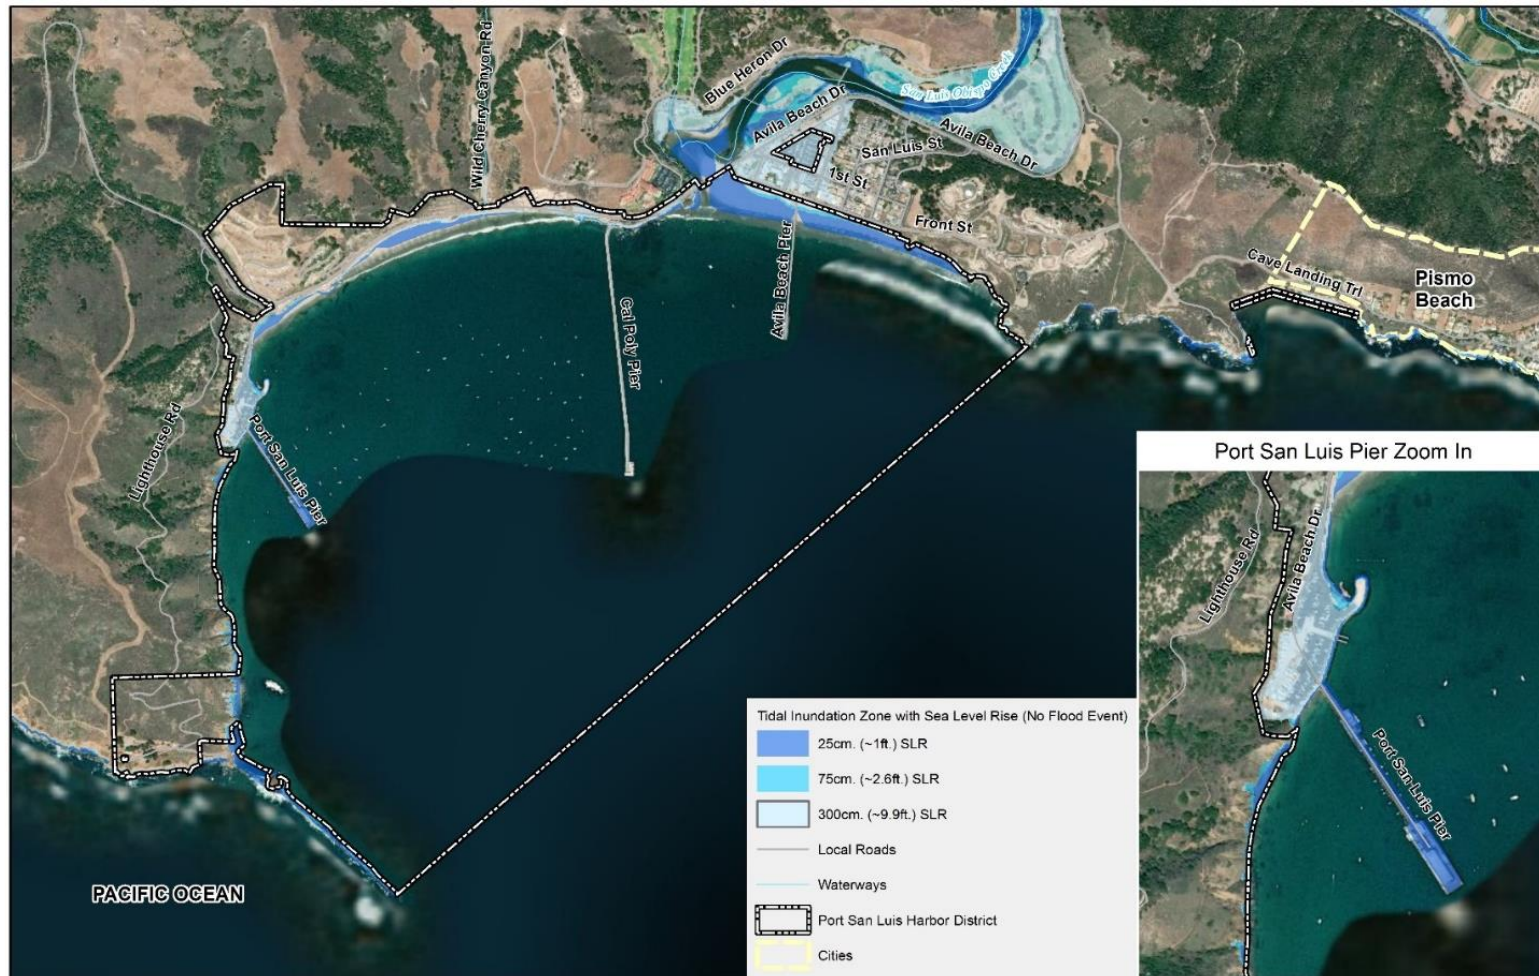 Blue Heron Dr
Wild Cherry Canyon Rd
San Luis Obispo Creek
Avila Beach Dr
Avila Beach Dr
San Luis St
1st St
Front St
Cave Landing Trl
Pismo
Beach
Avila Beach Pier
Cal Poly Pier
Lighthouse Rd
Port San Luis Pier
PACIFIC OCEAN
Port San Luis Pier Zoom In
Lighthouse Rd
Avila Beach Dr
Port San Luis Pier
Tidal Inundation Zone with Sea Level Rise (No Flood Event)
25cm. (~1ft.) SLR
75cm. (~2.6ft.) SLR
300cm. (~9.9ft.) SLR
Local Roads
Waterways
Port San Luis Harbor District
Cities